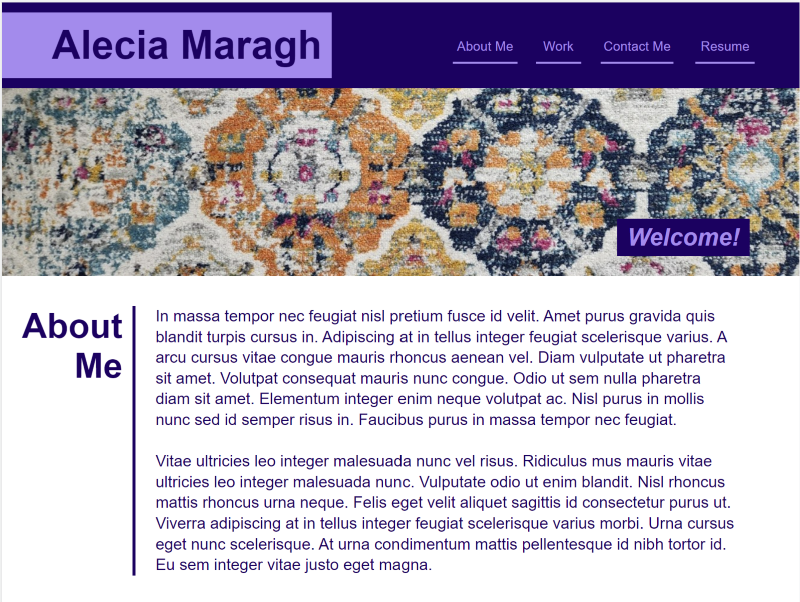 Alecia Maragh
About Me Work Contact Me Resume
Welcome!
About
Me
In massa tempor nec feugiat nisl pretium fusce id velit. Amet purus gravida quis
blandit turpis cursus in. Adipiscing at in tellus integer feugiat scelerisque varius. A
arcu cursus vitae congue mauris rhoncus aenean vel. Diam vulputate ut pharetra
sit amet. Volutpat consequat mauris nunc congue. Odio ut sem nulla pharetra
diam sit amet. Elementum integer enim neque volutpat ac. Nisl purus in mollis
nunc sed id semper risus in. Faucibus purus in massa tempor nec feugiat.
Vitae ultricies leo integer malesuada nunc vel risus. Ridiculus mus mauris vitae
ultricies leo integer malesuada nunc. Vulputate odio ut enim blandit. Nisl rhoncus
mattis rhoncus urna neque. Felis eget velit aliquet sagittis id consectetur purus ut.
Viverra adipiscing at in tellus integer feugiat scelerisque varius morbi. Urna cursus
eget nunc scelerisque. At urna condimentum mattis pellentesque id nibh tortor id.
Eu sem integer vitae justo eget magna.